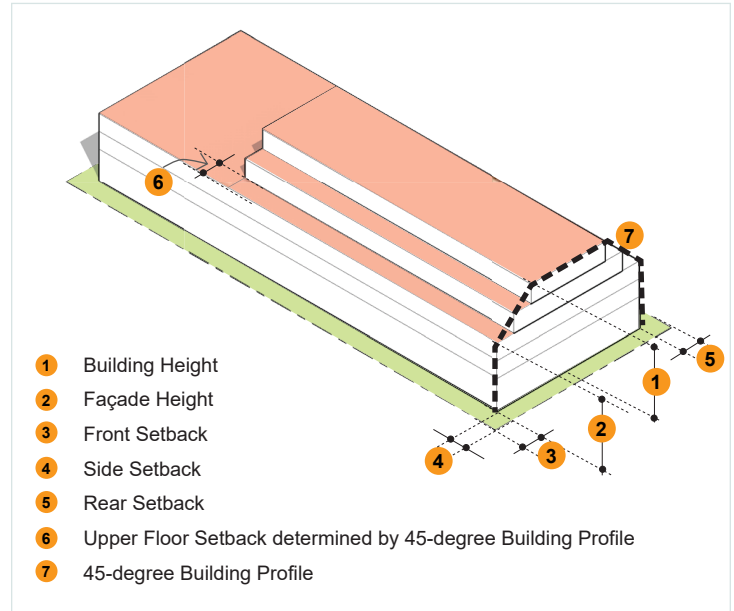 6
7
5
1
2
3
4
1 Building Height
2 Façade Height
3 Front Setback
4 Side Setback
5 Rear Setback
6 Upper Floor Setback determined by 45-degree Building Profile
7 45-degree Building Profile